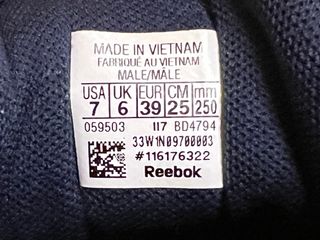 MADE IN VIETNAM
FABRIQUÉ AU VIETNAM
MALE/MÂLE
USA UK EUR CM mm
7 6 39 25 250
059503 II7 BD4794
33W1N09700003
#116176322
Reebok